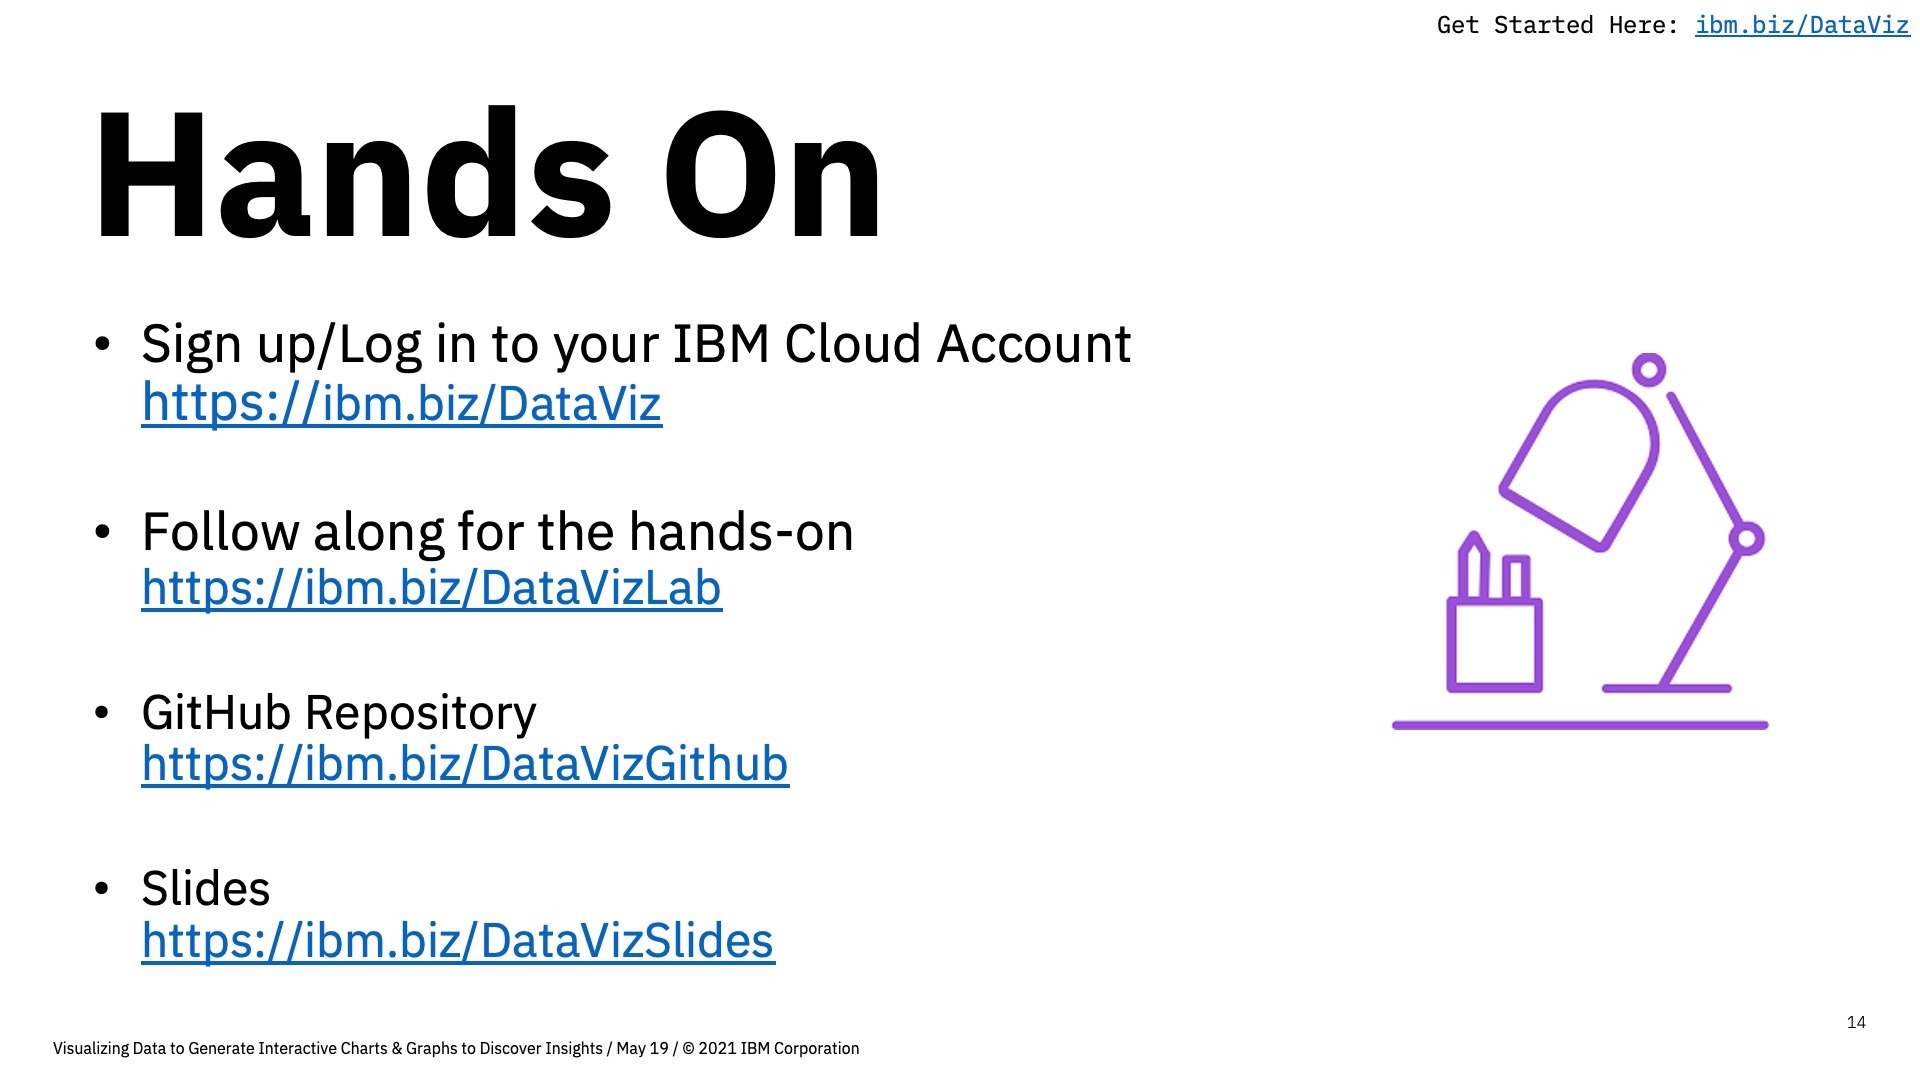 Get Started Here: ibm.biz/DataViz
Hands On
• Sign up/Log in to your IBM Cloud Account
https://ibm.biz/DataViz
• Follow along for the hands-on
https://ibm.biz/DataVizLab
• GitHub Repository
https://ibm.biz/DataVizGithub
• Slides
https://ibm.biz/DataVizSlides
14
Visualizing Data to Generate Interactive Charts & Graphs to Discover Insights / May 19 / © 2021 IBM Corporation